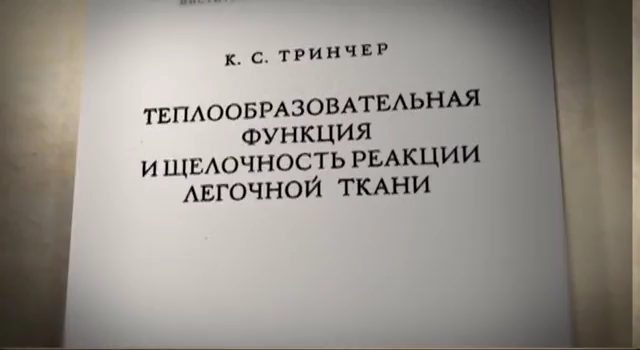 К. С. ТРИНЧЕР
ТЕПЛООБРАЗОВАТЕЛЬНАЯ
ФУНКЦИЯ
И ЩЕЛОЧНОСТЬ РЕАКЦИИ
ЛЕГОЧНОЙ ТКАНИ